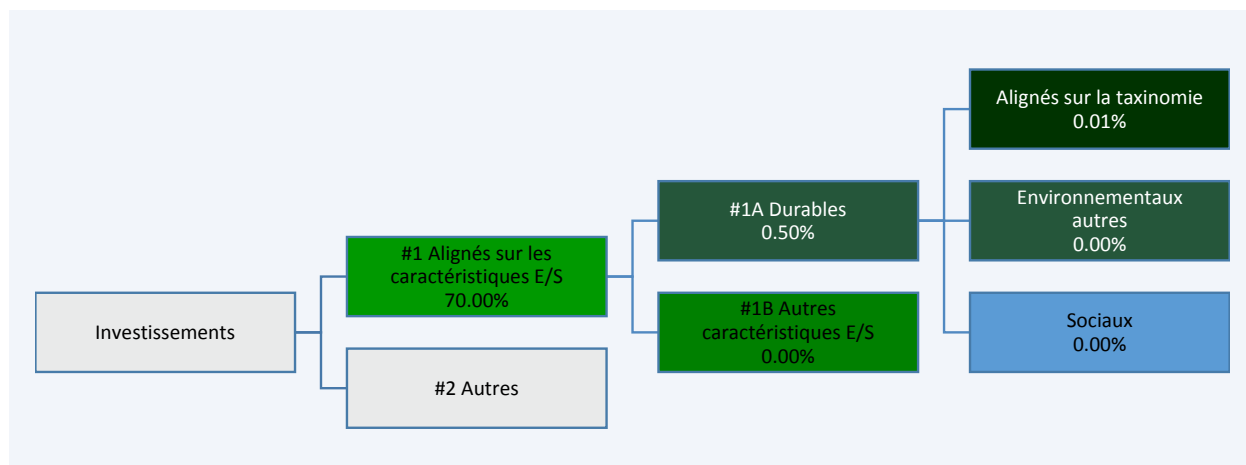 Investissements
#1 Alignés sur les
caractéristiques E/S
70.00%
#2 Autres
#1A Durables
0.50%
#1B Autres
caractéristiques E/S
0.00%
Alignés sur la taxinomie
0.01%
Environnementaux
autres
0.00%
Sociaux
0.00%